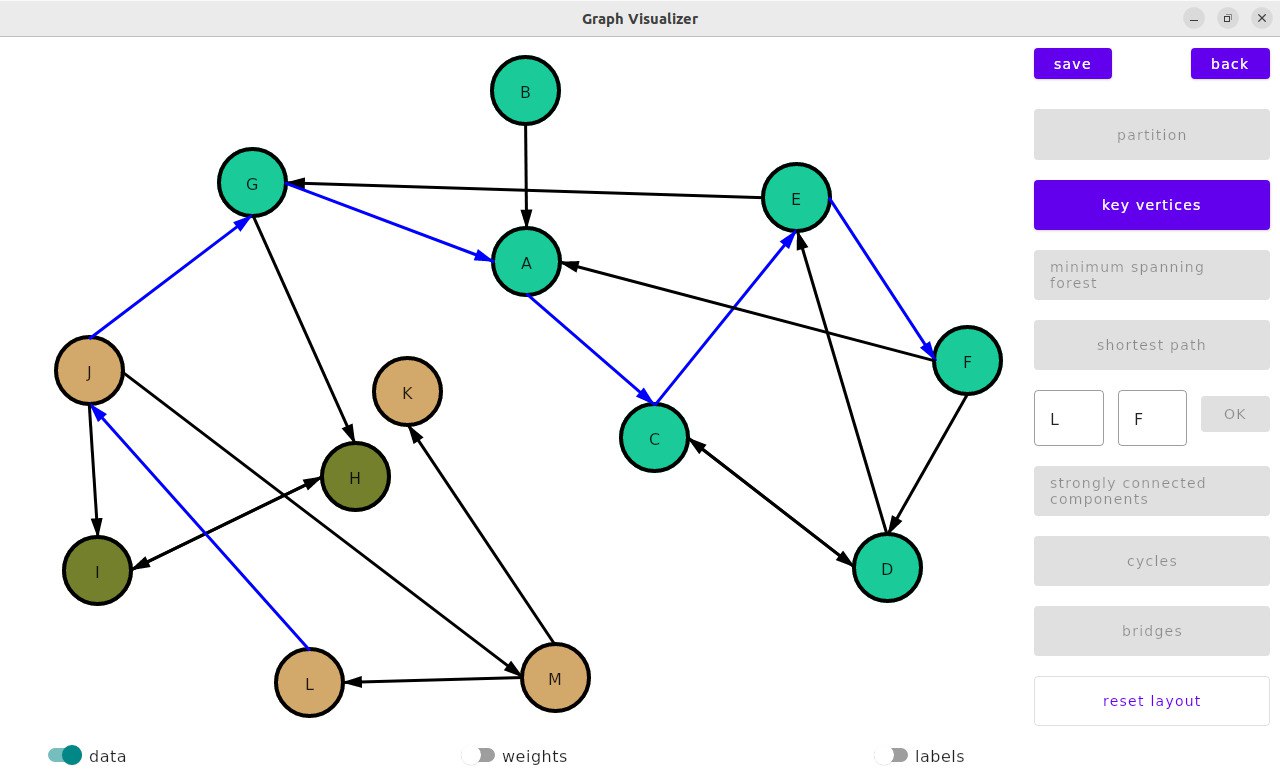 Graph Visualizer
save
back
B
partition
G
E
key vertices
A
minimum spanning
forest
shortest path
J
K
F
L
F
OK
C
H
strongly connected
components
I
D
cycles
bridges
L
M
reset layout
data
weights
labels